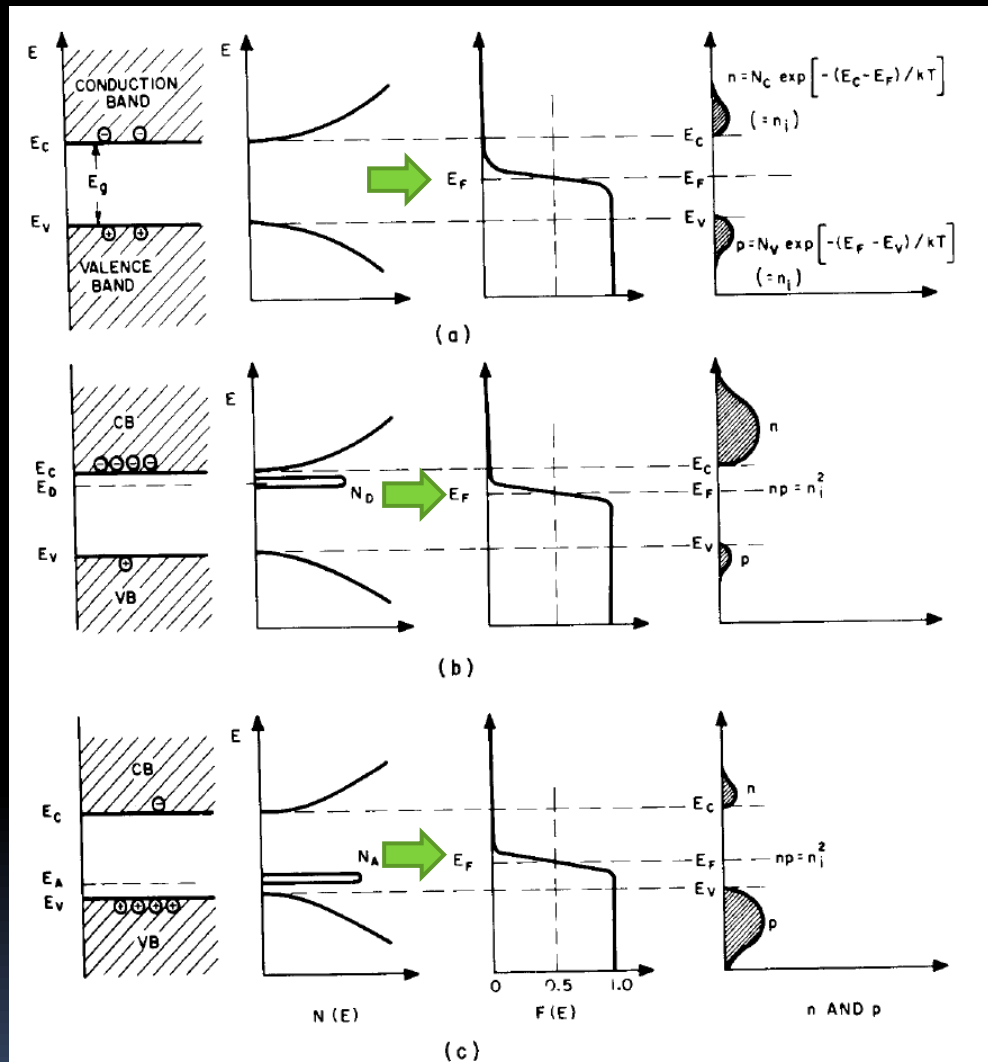 E
CONDUCTION
BAND
E_C
E_g
E_V
VALENCE
BAND
E
E_F
n = N_C exp[-(E_C-E_F)/kT]
(= n_i)
E_C
E_F
E_V
p = N_V exp[-(E_F-E_V)/kT]
(= n_i)
(a)
CB
E_C
E_D
E_V
VB
E
N_D
E_F
n
E_C
E_F
np = n_i^2
E_V
p
(b)
CB
E_C
E_A
E_V
VB
E
N_A
E_F
n
E_C
E_F
np = n_i^2
E_V
p
0 0.5 1.0
N(E)
F(E)
n AND p
(c)